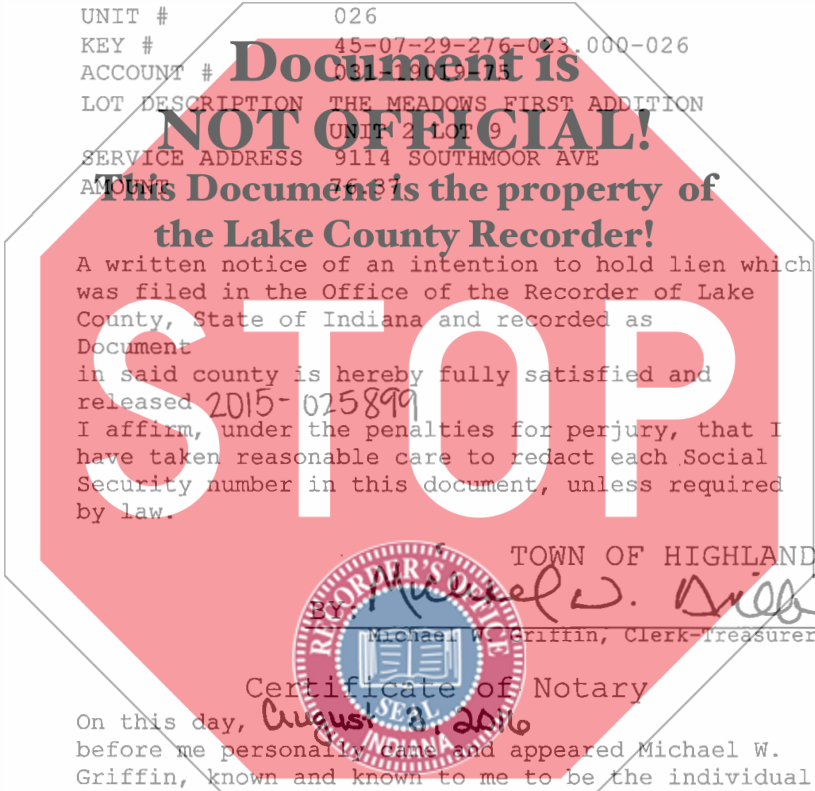 UNIT # 026
KEY # 45-07-29-276-023.000-026
Document is
ACCOUNT # 031-19019-75
LOT DESCRIPTION THE MEADOWS FIRST ADDITION
NOT OFFICIAL!
UNIT 2 LOT 9
SERVICE ADDRESS 9114 SOUTHMOOR AVE
This Document is the property of
AMOUNT 76.87
the Lake County Recorder!
A written notice of an intention to hold lien which
was filed in the Office of the Recorder of Lake
County, State of Indiana and recorded as
Document
in said county is hereby fully satisfied and
released 2015-025899
STOP
I affirm, under the penalties for perjury, that I
have taken reasonable care to redact each Social
Security number in this document, unless required
by law.
TOWN OF HIGHLAND
BY: Michael W. Griffin
Michael W. Griffin, Clerk-Treasurer
RECORDER'S OFFICE
SEAL
INDIANA
Certificate of Notary
On this day, August 3, 2016
before me personally came and appeared Michael W.
Griffin, known and known to me to be the individual